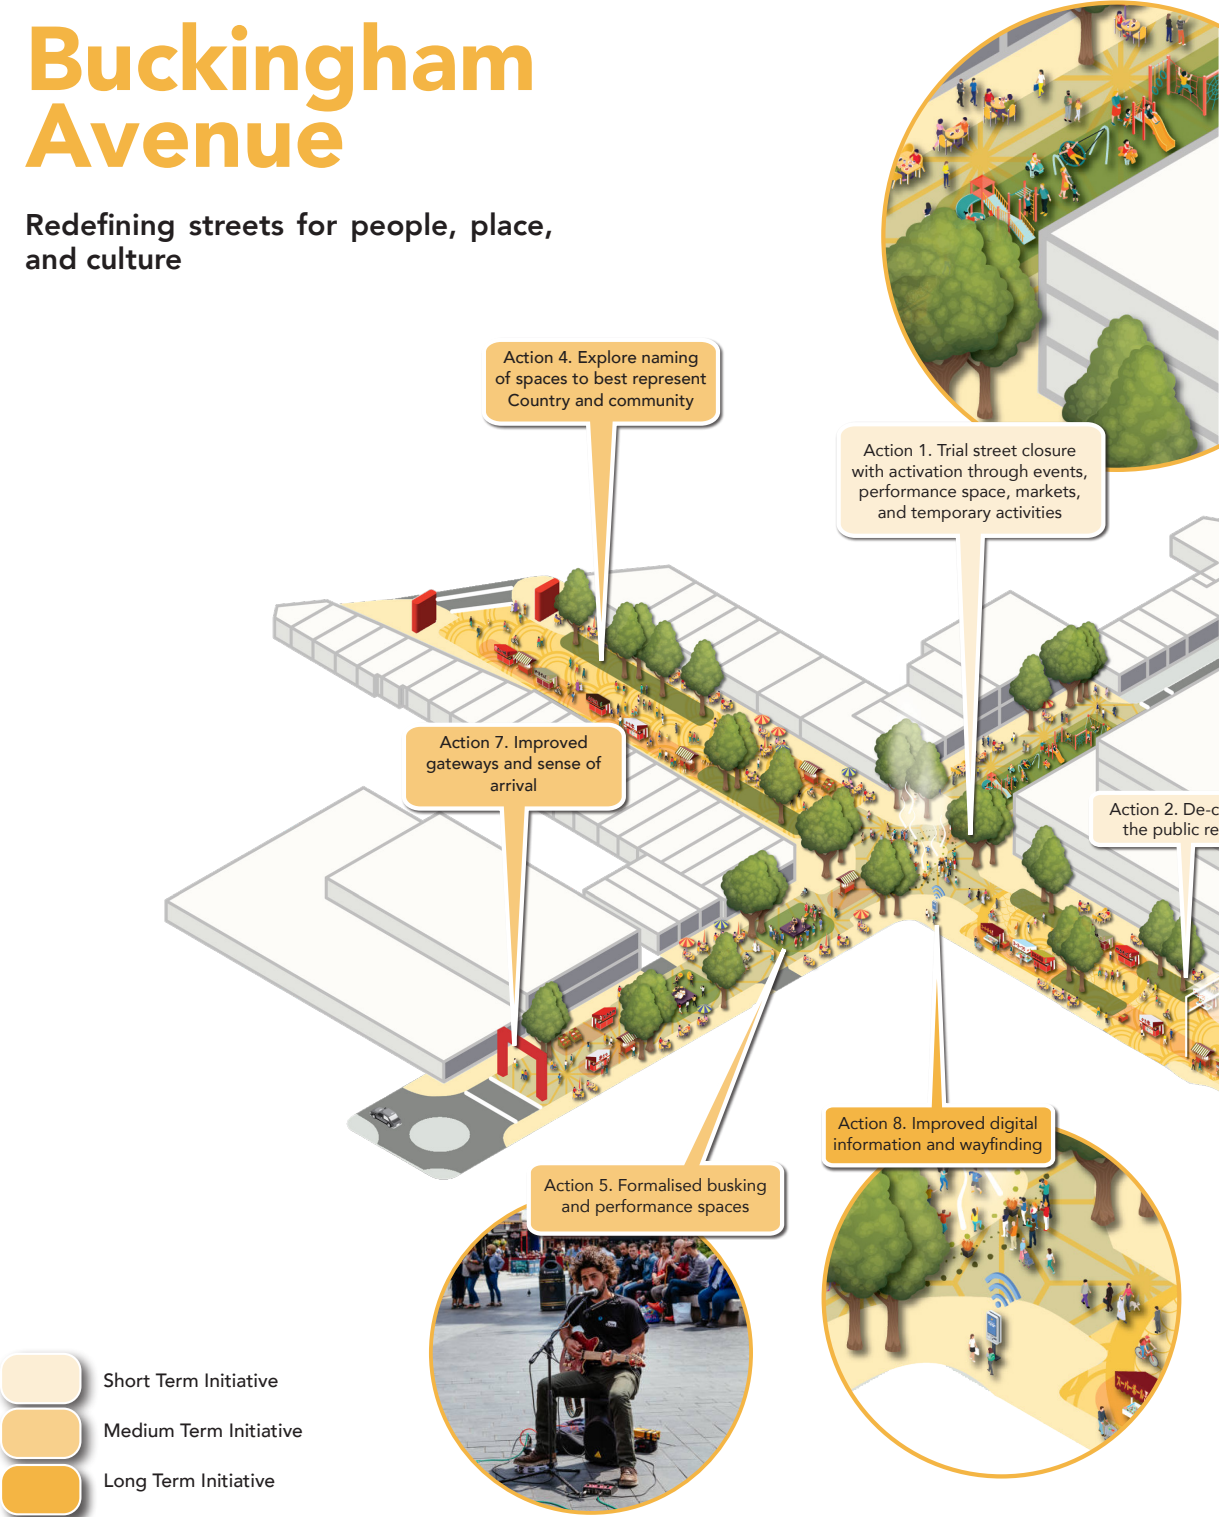 Buckingham
Avenue
Redefining streets for people, place,
and culture
Action 4. Explore naming
of spaces to best represent
Country and community
Action 1. Trial street closure
with activation through events,
performance space, markets,
and temporary activities
Action 7. Improved
gateways and sense of
arrival
Action 2. De-c
the public re
Action 8. Improved digital
information and wayfinding
Action 5. Formalised busking
and performance spaces
Short Term Initiative
Medium Term Initiative
Long Term Initiative